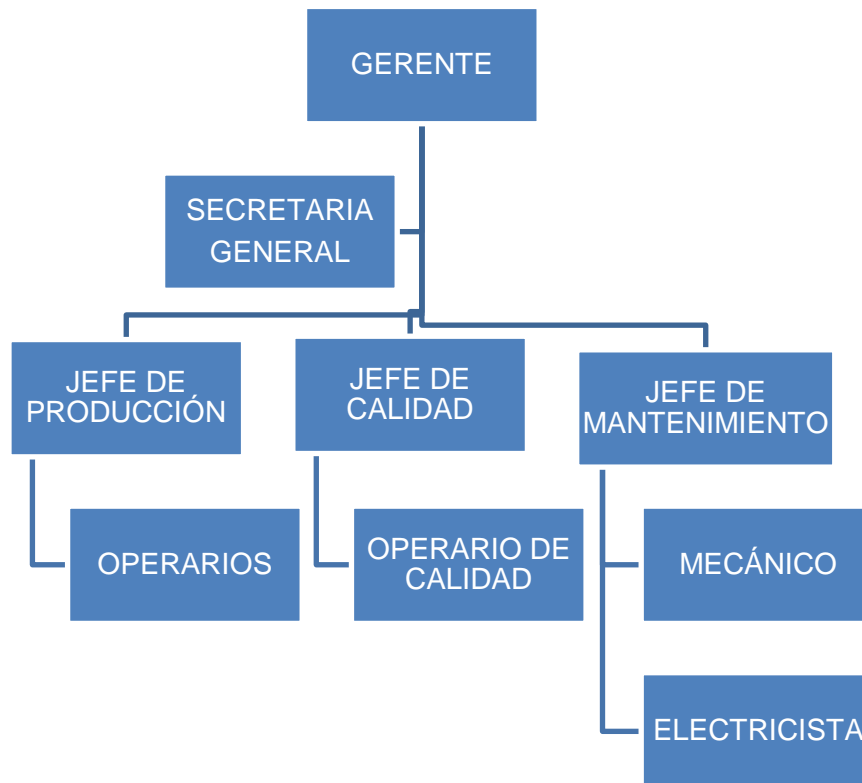 GERENTE
SECRETARIA
GENERAL
JEFE DE
PRODUCCIÓN
JEFE DE
CALIDAD
JEFE DE
MANTENIMIENTO
OPERARIOS
OPERARIO DE
CALIDAD
MECÁNICO
ELECTRICISTA